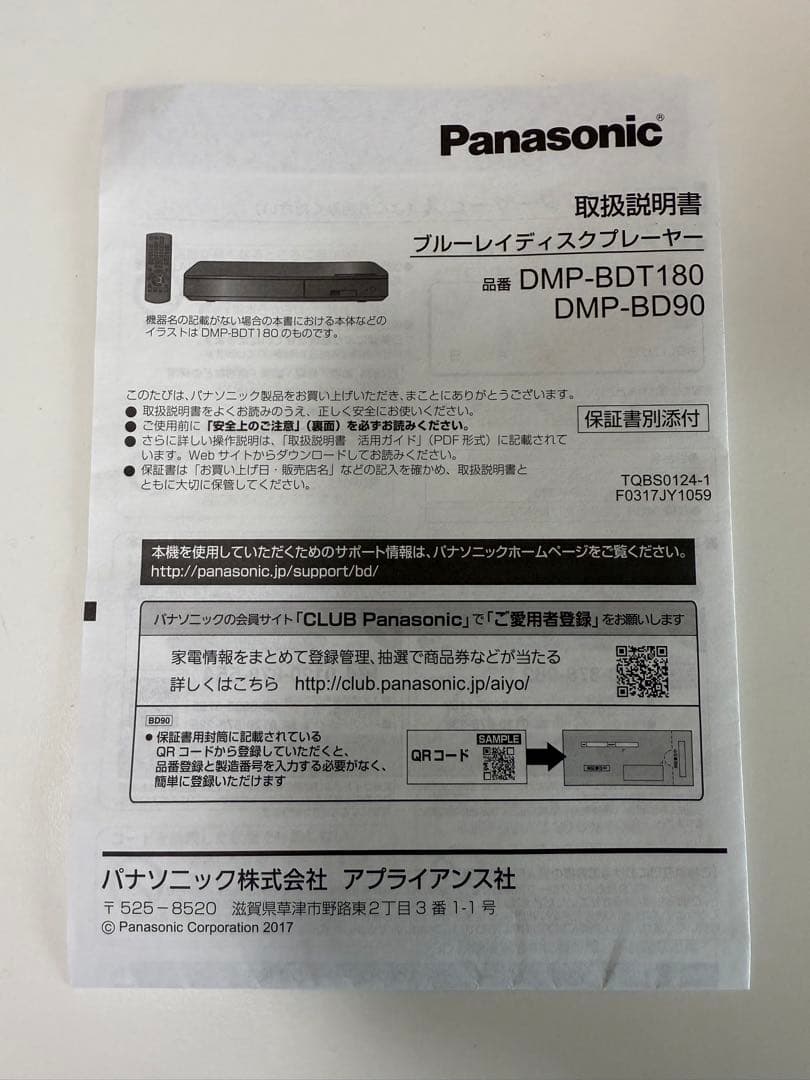 Panasonic®
取扱説明書
ブルーレイディスクプレーヤー
品番 DMP-BDT180
DMP-BD90
機器名の記載がない場合の本書における本体などの
イラストは DMP-BDT180 のものです。
このたびは、パナソニック製品をお買い上げいただき、まことにありがとうございます。
● 取扱説明書をよくお読みのうえ、正しく安全にお使いください。
● ご使用前に「安全上のご注意」(裏面)を必ずお読みください。
● さらに詳しい操作説明は、「取扱説明書 活用ガイド」(PDF 形式)に記載されて
います。Web サイトからダウンロードしてお読みください。
● 保証書は「お買い上げ日・販売店名」などの記入を確かめ、取扱説明書と
ともに大切に保管してください。
保証書別添付
TQBS0124-1
F0317JY1059
本機を使用していただくためのサポート情報は、パナソニックホームページをご覧ください。
http://panasonic.jp/support/bd/
パナソニックの会員サイト「CLUB Panasonic」で「ご愛用者登録」をお願いします
家電情報をまとめて登録管理、抽選で商品券などが当たる
詳しくはこちら http://club.panasonic.jp/aiyo/
BD90
● 保証書用封筒に記載されている
QR コードから登録していただくと、
品番登録と製造番号を入力する必要がなく、
簡単に登録いただけます
QRコード
SAMPLE
パナソニック株式会社 アプライアンス社
〒525－8520 滋賀県草津市野路東2丁目3番1-1号
© Panasonic Corporation 2017